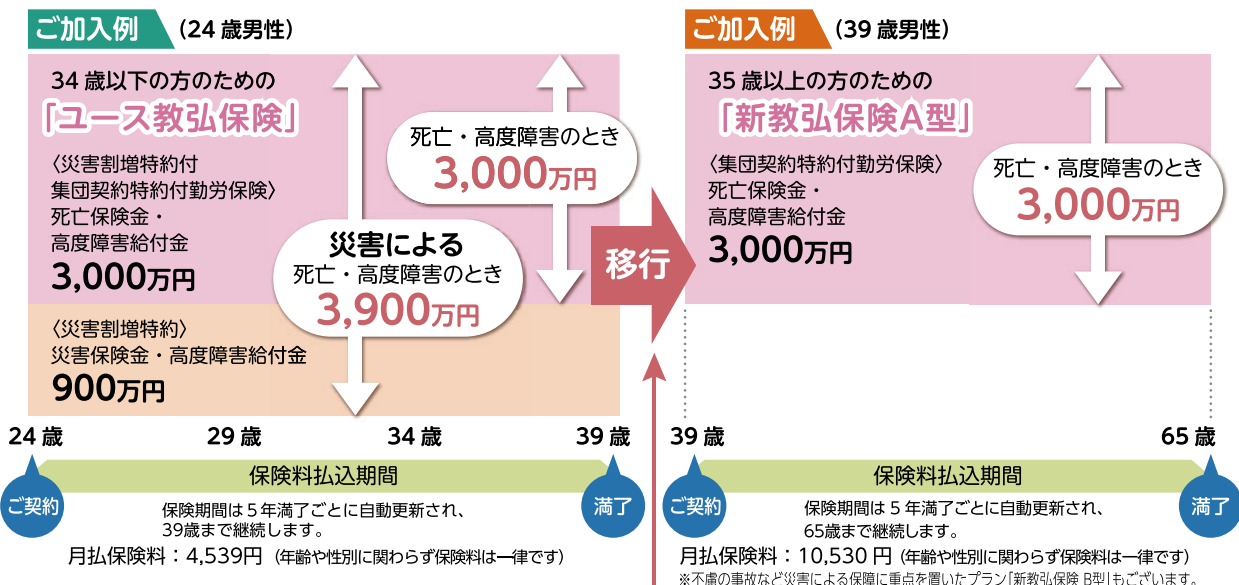 ご加入例 （24歳男性）
34歳以下の方のための
「ユース教弘保険」
〈災害割増特約付
集団契約特約付勤労保険〉
死亡保険金・
高度障害給付金
3,000万円
死亡・高度障害のとき
3,000万円
災害による
死亡・高度障害のとき
3,900万円
〈災害割増特約〉
災害保険金・高度障害給付金
900万円
24歳 29歳 34歳 39歳
保険料払込期間
ご契約 満了
保険期間は5年満了ごとに自動更新され、
39歳まで継続します。
月払保険料：4,539円（年齢や性別に関わらず保険料は一律です）
移行
ご加入例 （39歳男性）
35歳以上の方のための
「新教弘保険A型」
〈集団契約特約付勤労保険〉
死亡保険金・
高度障害給付金
3,000万円
死亡・高度障害のとき
3,000万円
39歳 65歳
保険料払込期間
ご契約 満了
保険期間は5年満了ごとに自動更新され、
65歳まで継続します。
月払保険料：10,530円（年齢や性別に関わらず保険料は一律です）
※不慮の事故など災害による保障に重点を置いたプラン「新教弘保険B型」もございます。